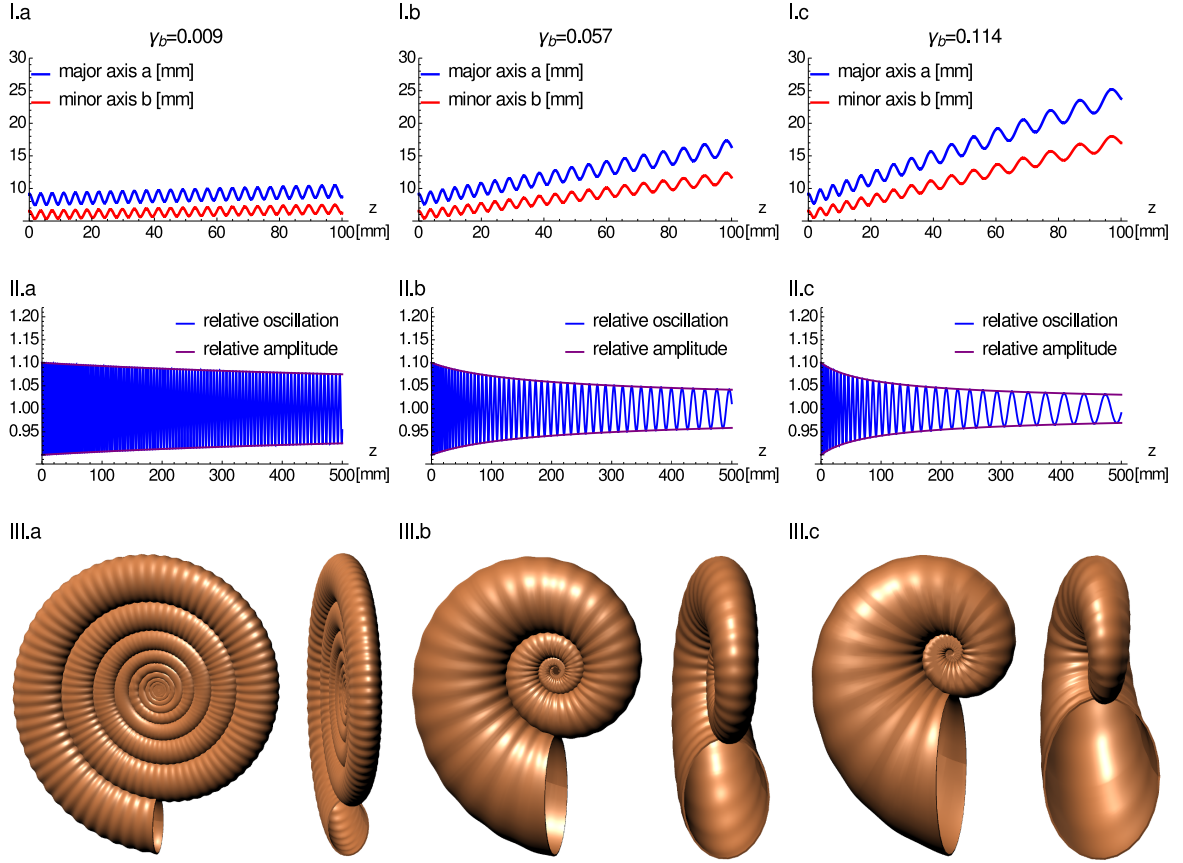 I.a
I.b
I.c
γb=0.009
γb=0.057
γb=0.114
30
25
20
15
10
major axis a [mm]
minor axis b [mm]
z
0 20 40 60 80 100 [mm]
major axis a [mm]
minor axis b [mm]
z
0 20 40 60 80 100 [mm]
30
25
20
15
10
major axis a [mm]
minor axis b [mm]
z
0 20 40 60 80 100 [mm]
30
25
20
15
10
II.a
II.b
II.c
1.20
1.15
1.10
1.05
1.00
0.95
relative oscillation
relative amplitude
z
0 100 200 300 400 500 [mm]
1.20
1.15
1.10
1.05
1.00
0.95
relative oscillation
relative amplitude
z
0 100 200 300 400 500 [mm]
1.20
1.15
1.10
1.05
1.00
0.95
relative oscillation
relative amplitude
z
0 100 200 300 400 500 [mm]
III.a
III.b
III.c